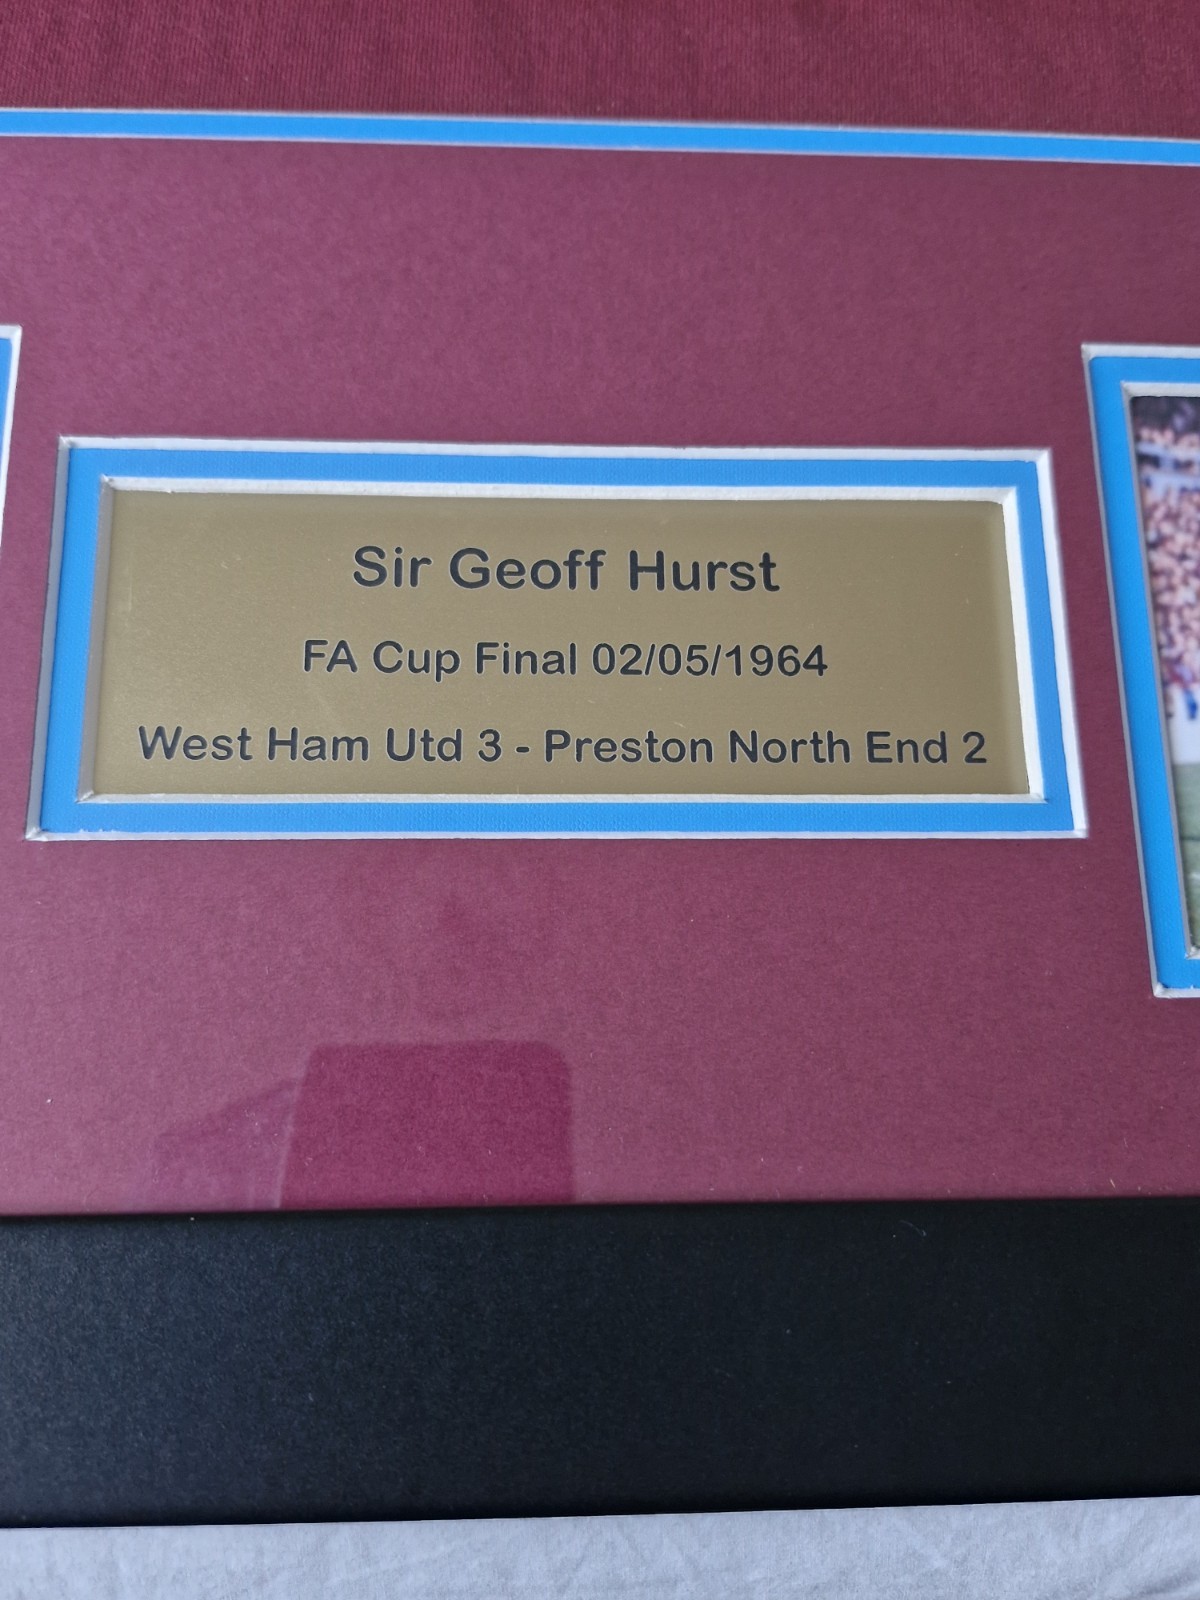 Sir Geoff Hurst
FA Cup Final 02/05/1964
West Ham Utd 3 - Preston North End 2